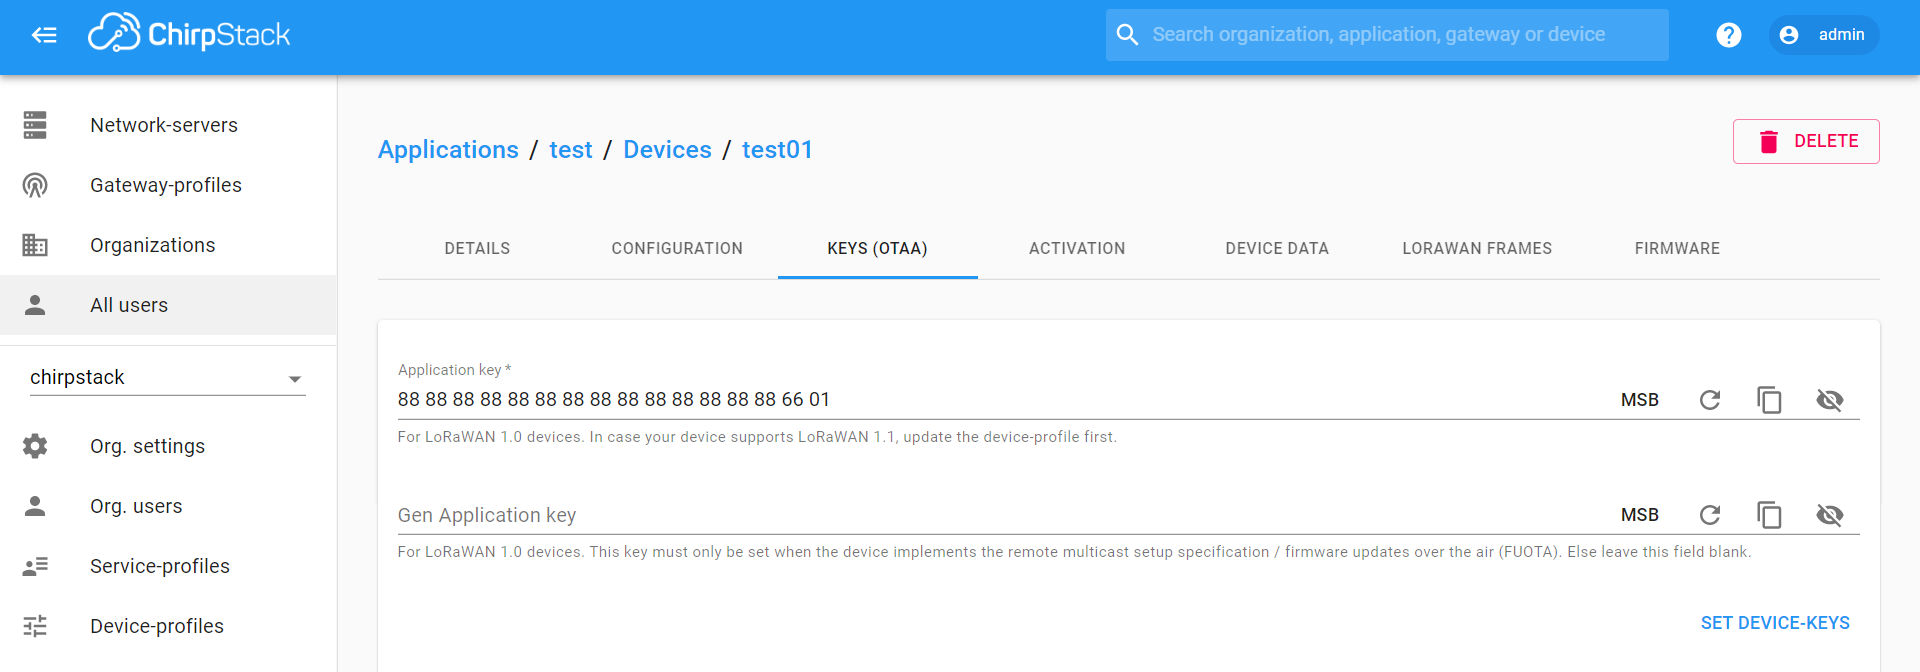 ChirpStack
Search organization, application, gateway or device
? admin
Network-servers
Gateway-profiles
Organizations
All users
chirpstack
Org. settings
Org. users
Service-profiles
Device-profiles
Applications / test / Devices / test01
DELETE
DETAILS CONFIGURATION KEYS (OTAA) ACTIVATION DEVICE DATA LORAWAN FRAMES FIRMWARE
Application key *
88 88 88 88 88 88 88 88 88 88 88 88 88 88 66 01 MSB
For LoRaWAN 1.0 devices. In case your device supports LoRaWAN 1.1, update the device-profile first.
Gen Application key MSB
For LoRaWAN 1.0 devices. This key must only be set when the device implements the remote multicast setup specification / firmware updates over the air (FUOTA). Else leave this field blank.
SET DEVICE-KEYS